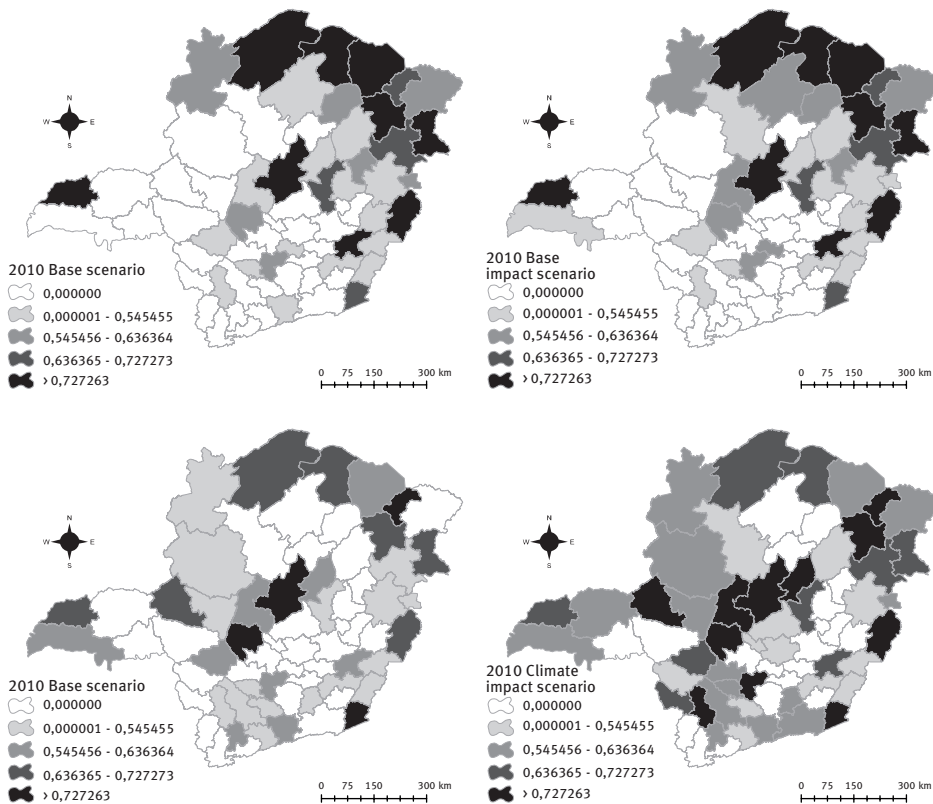 N
W E
S
2010 Base scenario
0,000000
0,000001 - 0,545455
0,545456 - 0,636364
0,636365 - 0,727273
> 0,727263
0 75 150 300 km
N
W E
S
2010 Base
impact scenario
0,000000
0,000001 - 0,545455
0,545456 - 0,636364
0,636365 - 0,727273
> 0,727263
0 75 150 300 km
N
W E
S
2010 Base scenario
0,000000
0,000001 - 0,545455
0,545456 - 0,636364
0,636365 - 0,727273
> 0,727263
0 75 150 300 km
N
W E
S
2010 Climate
impact scenario
0,000000
0,000001 - 0,545455
0,545456 - 0,636364
0,636365 - 0,727273
> 0,727263
0 75 150 300 km